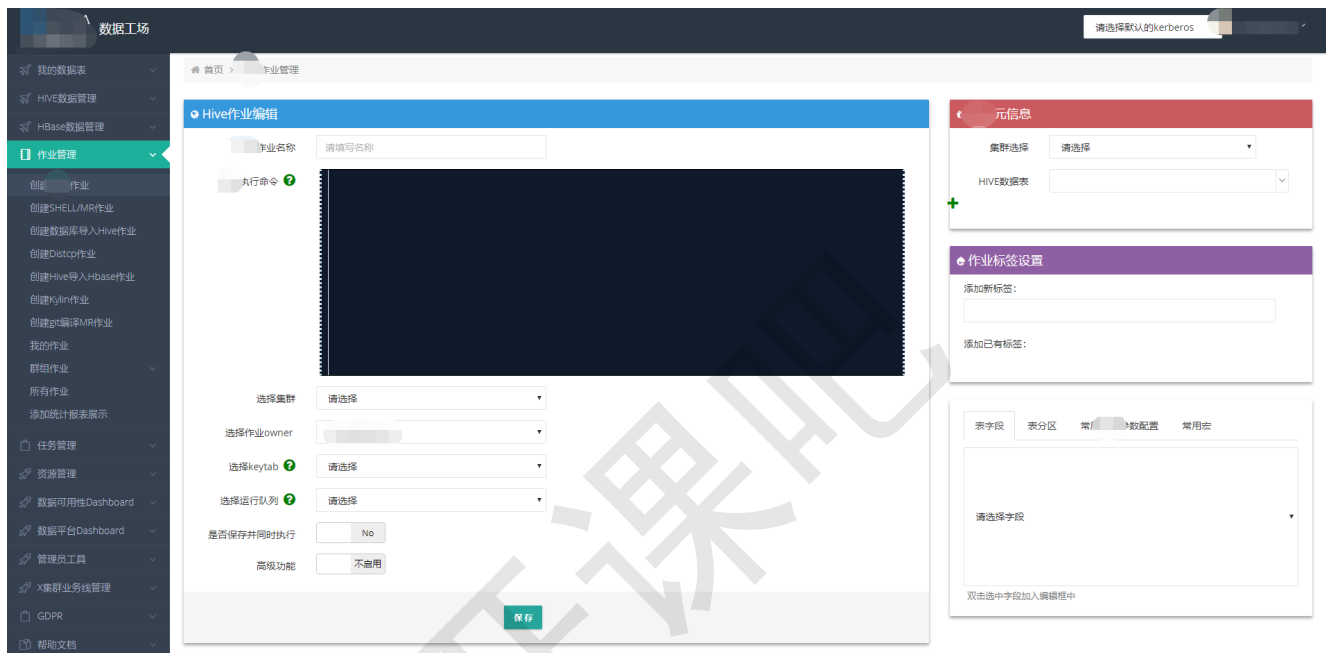 数据工场
请选择默认的kerberos
我的数据表
HIVE数据管理
HBase数据管理
作业管理
创建 作业
创建SHELL/MR作业
创建数据库导入Hive作业
创建Distcp作业
创建Hive导入Hbase作业
创建Kylin作业
创建git编译MR作业
我的作业
群组作业
所有作业
添加统计报表展示
任务管理
资源管理
数据可用性Dashboard
数据平台Dashboard
管理员工具
X集群业务线管理
GDPR
帮助文档
首页 > 作业管理
Hive作业编辑
作业名称 请填写名称
执行命令
选择集群 请选择
选择作业owner
选择keytab 请选择
选择运行队列 请选择
是否保存并同时执行 No
高级功能 不启用
保存
元信息
集群选择 请选择
HIVE数据表
作业标签设置
添加新标签:
添加已有标签:
表字段 表分区 常 参数配置 常用宏
请选择字段
双击选中字段加入编辑框中